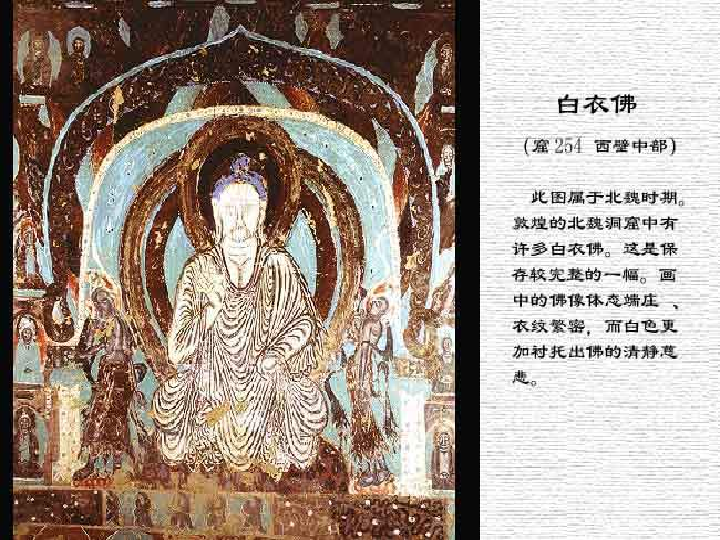 白衣佛
（窟 254 西壁中部）
此图属于北魏时期。
敦煌的北魏洞窟中有
许多白衣佛。这是保
存较完整的一幅。画
中的佛像体态端庄 、
衣纹繁密，而白色更
加衬托出佛的清静慈
悲。